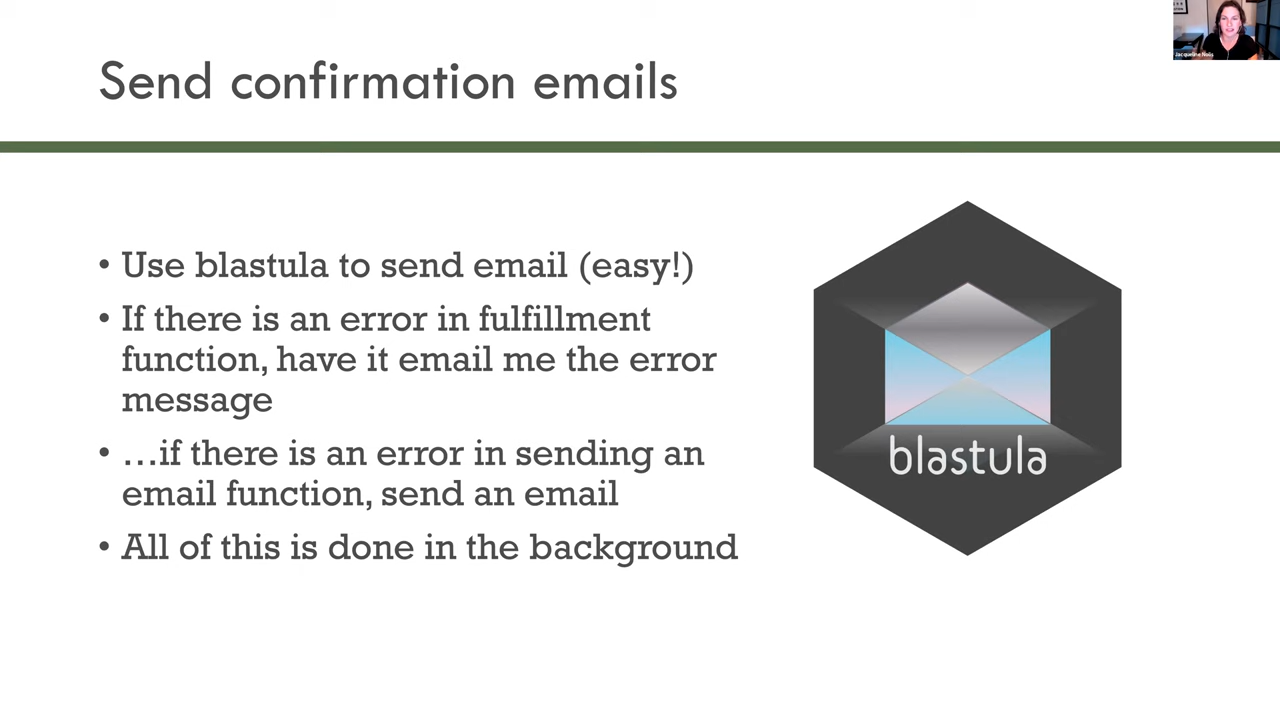 Send confirmation emails
Jacqueline Nolis
• Use blastula to send email (easy!)
• If there is an error in fulfillment
function, have it email me the error
message
• …if there is an error in sending an
email function, send an email
• All of this is done in the background
blastula